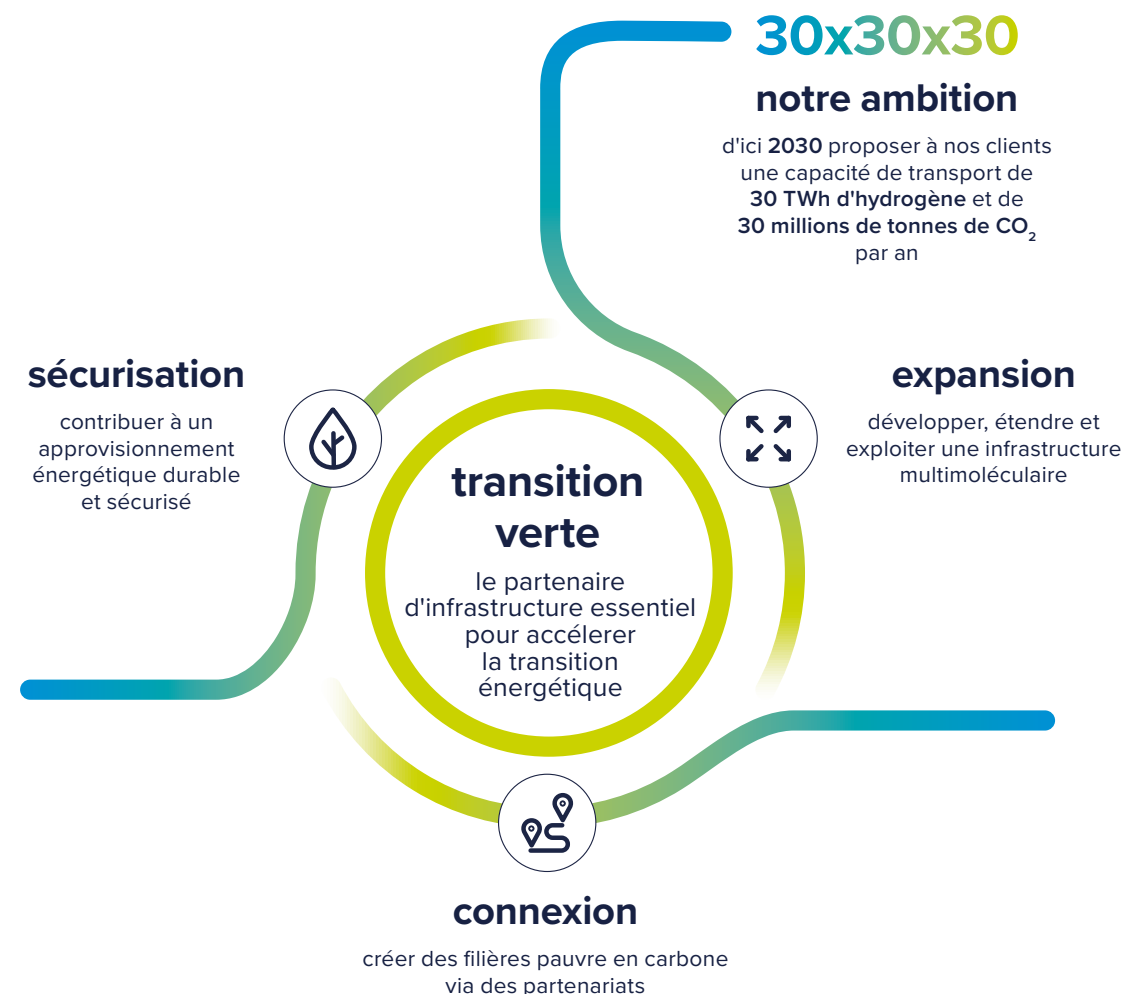 30x30x30
notre ambition
d'ici 2030 proposer à nos clients
une capacité de transport de
30 TWh d'hydrogène et de
30 millions de tonnes de CO₂
par an
sécurisation
contribuer à un
approvisionnement
énergétique durable
et sécurisé
expansion
développer, étendre et
exploiter une infrastructure
multimoléculaire
transition
verte
le partenaire
d'infrastructure essentiel
pour accélerer
la transition
énergétique
connexion
créer des filières pauvre en carbone
via des partenariats